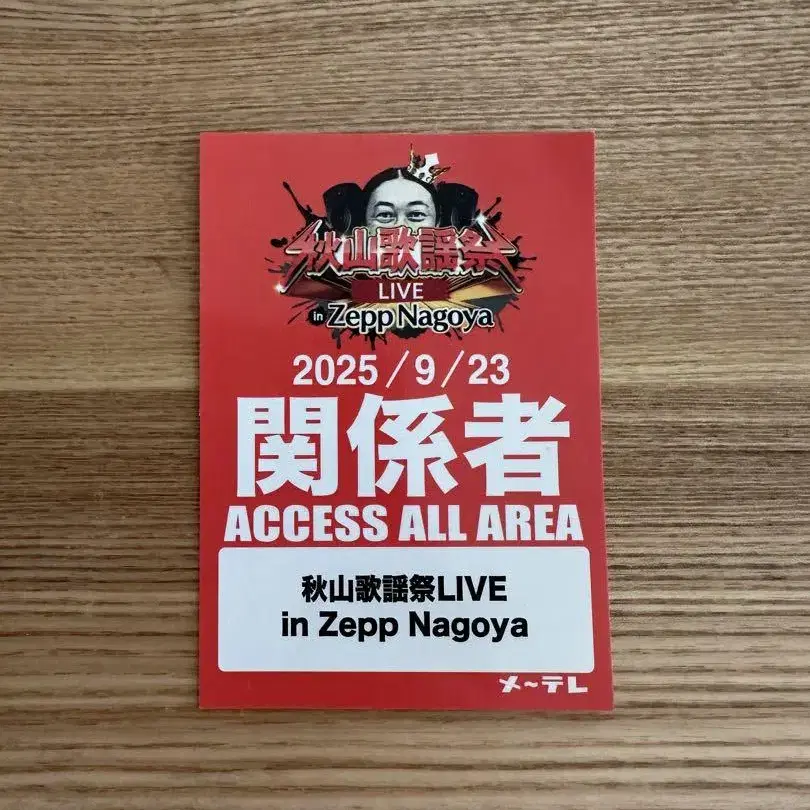 秋山歌謡祭
LIVE
in Zepp Nagoya
2025/9/23
関係者
ACCESS ALL AREA
秋山歌謡祭LIVE
in Zepp Nagoya
メ~テレ